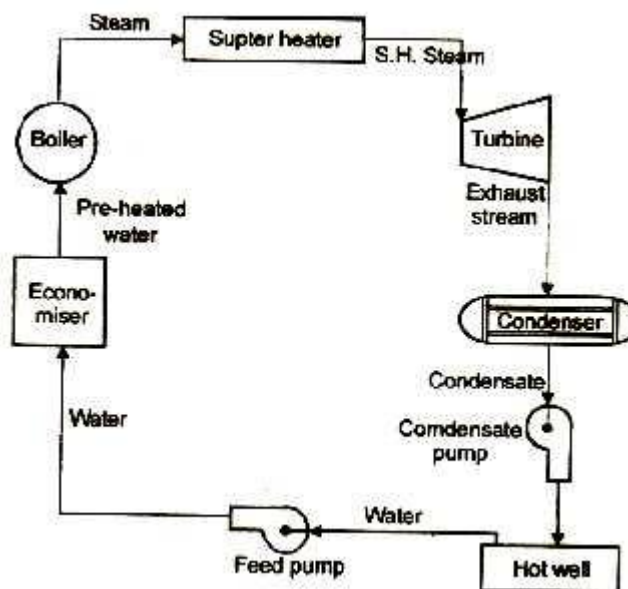 Steam
Supter heater
S.H. Steam
Boiler
Turbine
Pre-heated
water
Exhaust
stream
Econo-
miser
Condenser
Condensate
Water
Comdensate
pump
Water
Feed pump
Hot well